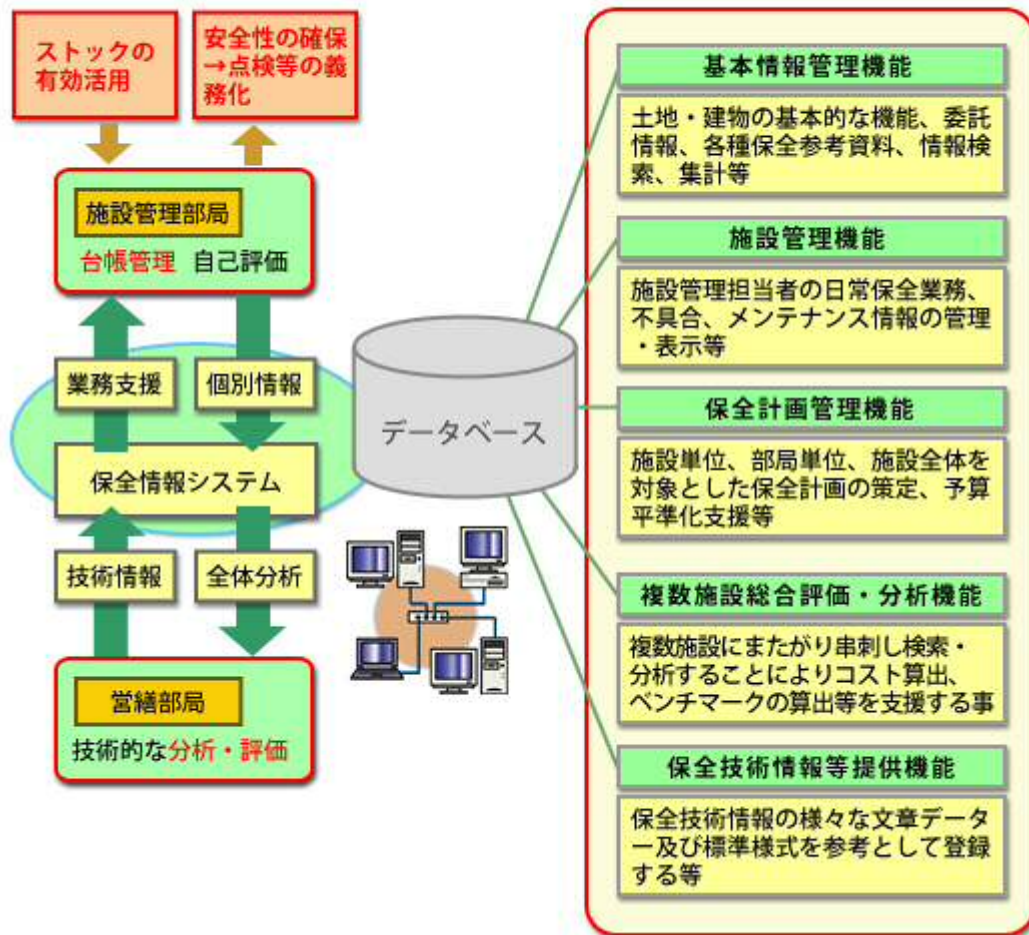 ストックの
有効活用
安全性の確保
→点検等の義
務化
施設管理部局
台帳管理 自己評価
業務支援
個別情報
保全情報システム
技術情報
全体分析
営繕部局
技術的な分析・評価
データベース
基本情報管理機能
土地・建物の基本的な機能、委託
情報、各種保全参考資料、情報検
索、集計等
施設管理機能
施設管理担当者の日常保全業務、
不具合、メンテナンス情報の管理
・表示等
保全計画管理機能
施設単位、部局単位、施設全体を
対象とした保全計画の策定、予算
平準化支援等
複数施設総合評価・分析機能
複数施設にまたがり串刺し検索・
分析することによりコスト算出、
ベンチマークの算出等を支援する事
保全技術情報等提供機能
保全技術情報の様々な文章データ
ー及び標準様式を参考として登録
する等